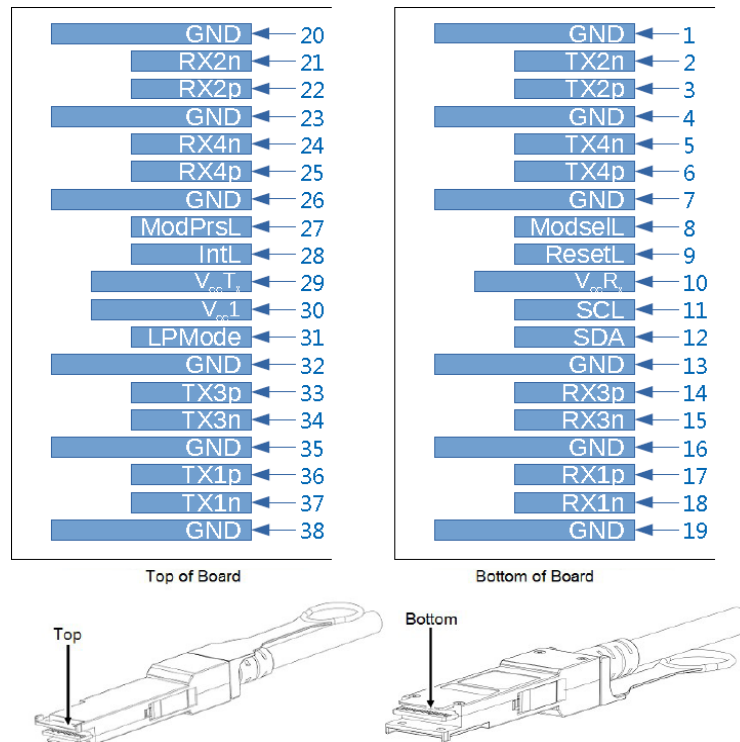 GND 20
RX2n 21
RX2p 22
GND 23
RX4n 24
RX4p 25
GND 26
ModPrsL 27
IntL 28
VccTx 29
Vcc1 30
LPMode 31
GND 32
TX3p 33
TX3n 34
GND 35
TX1p 36
TX1n 37
GND 38
Top of Board
GND 1
TX2n 2
TX2p 3
GND 4
TX4n 5
TX4p 6
GND 7
ModselL 8
ResetL 9
VccRx 10
SCL 11
SDA 12
GND 13
RX3p 14
RX3n 15
GND 16
RX1p 17
RX1n 18
GND 19
Bottom of Board
Top
Bottom